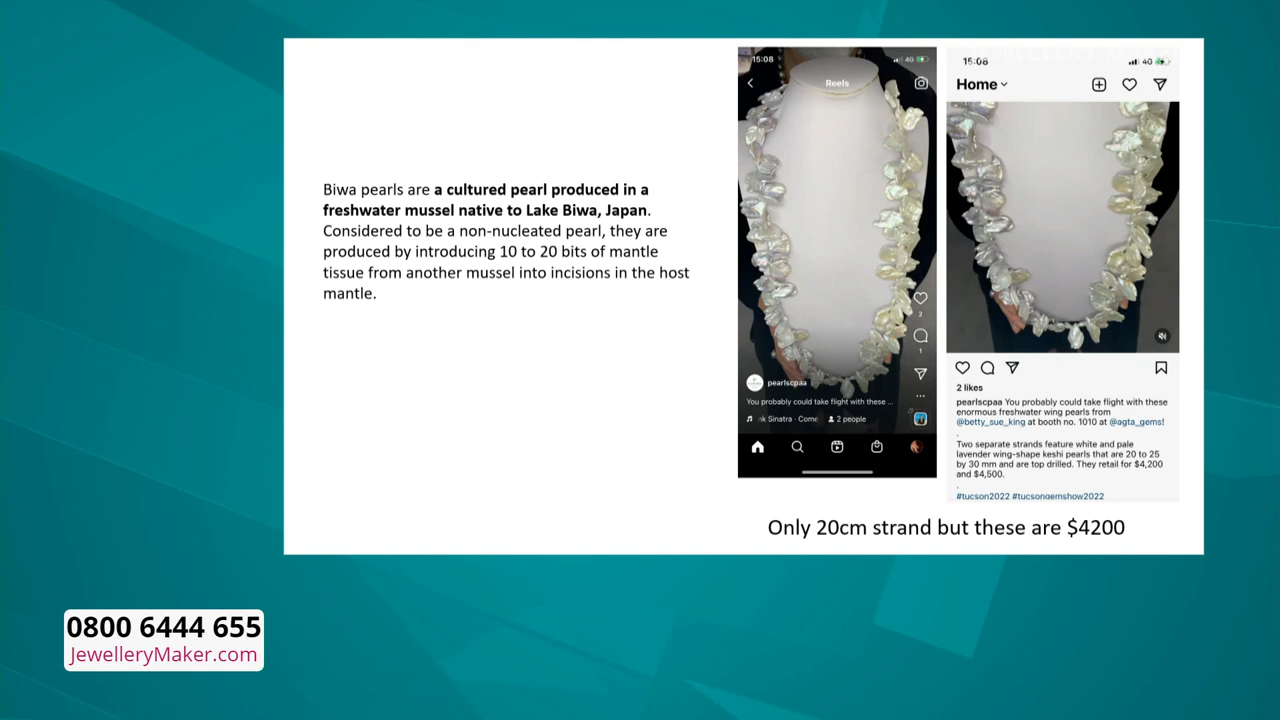 Biwa pearls are a cultured pearl produced in a
freshwater mussel native to Lake Biwa, Japan.
Considered to be a non-nucleated pearl, they are
produced by introducing 10 to 20 bits of mantle
tissue from another mussel into incisions in the host
mantle.
15:08
4G
Reels
2
1
pearlscpaa
You probably could take flight with these ...
nk Sinatra · Come
2 people
15:08
4G
Home
2 likes
pearlscpaa You probably could take flight with these
enormous freshwater wing pearls from
@betty_sue_king at booth no. 1010 at @agta_gems!
.
Two separate strands feature white and pale
lavender wing-shape keshi pearls that are 20 to 25
by 30 mm and are top drilled. They retail for $4,200
and $4,500.
.
#tucson2022 #tucsongemshow2022
Only 20cm strand but these are $4200
0800 6444 655
JewelleryMaker.com